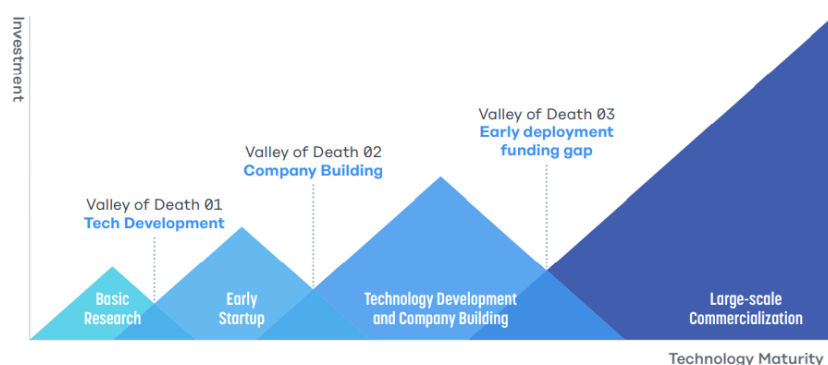 Investment
Valley of Death 03
Early deployment
funding gap
Valley of Death 02
Company Building
Valley of Death 01
Tech Development
Basic
Research
Early
Startup
Technology Development
and Company Building
Large-scale
Commercialization
Technology Maturity